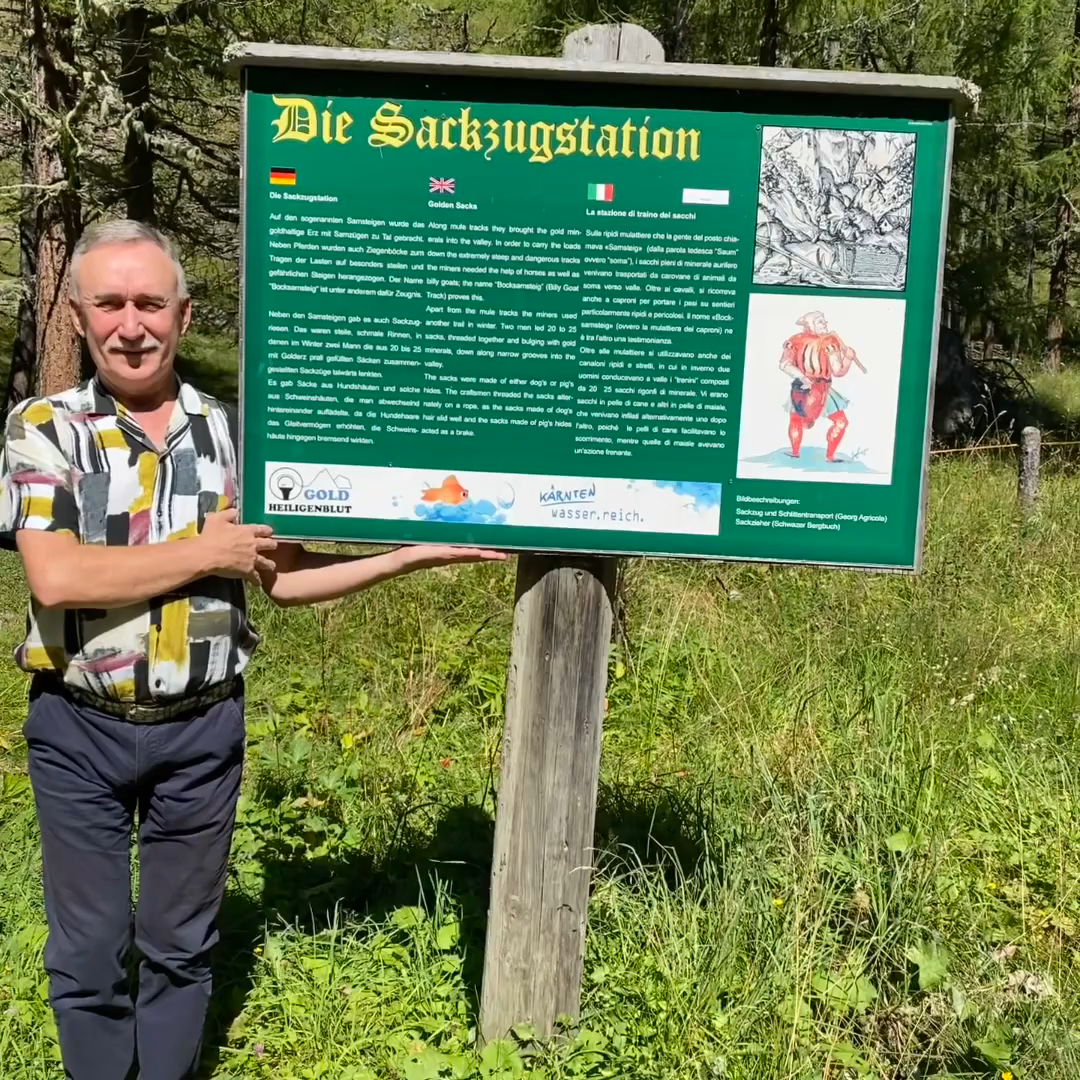 Die Sackzugstation
Die Sackzugstation
Auf den sogenannten Samsteigen wurde das
goldhaltige Erz mit Samzügen zu Tal gebracht.
Neben Pferden wurden auch Ziegenböcke zum
Tragen der Lasten auf besonders steilen und
gefährlichen Steigen herangezogen. Der Name
"Bocksamsteig" ist unter anderem dafür Zeugnis.
Neben den Samsteigen gab es auch Sackzug-
riesen. Das waren steile, schmale Rinnen, in
denen im Winter zwei Mann die aus 20 bis 25
mit Golderz prall gefüllten Säcken zusammen-
gestellten Sackzüge talwärts lenkten.
Es gab Säcke aus Hundshäuten und solche
aus Schweinshäuten, die man abwechselnd
hintereinander auffädelte, da die Hundehaare
das Gleitvermögen erhöhten, die Schweins-
häute hingegen bremsend wirkten.
Golden Sacks
Along mule tracks they brought the gold min-
erals into the valley. In order to carry the loads
down the extremely steep and dangerous tracks
the miners needed the help of horses as well as
billy goats; the name "Bocksamsteig" (Billy Goat
Track) proves this.
Apart from the mule tracks the miners used
another trail in winter. Two men led 20 to 25
sacks, threaded together and bulging with gold
minerals, down along narrow grooves into the
valley.
The sacks were made of either dog's or pig's
hides. The craftsmen threaded the sacks alter-
nately on a rope, as the sacks made of dog's
hair slid well and the sacks made of pig's hides
acted as a brake.
La stazione di traino dei sacchi
Sulle ripidi mulattiere che la gente del posto chia-
mava «Samsteig» (dalla parola tedesca "Saum"
ovvero "soma"), i sacchi pieni di minerale aurifero
venivano trasportati da carovane di animali da
soma verso valle. Oltre ai cavalli, si ricorreva
anche a caproni per portare i pesi su sentieri
particolarmente ripidi e pericolosi. Il nome «Bock-
samsteig» (ovvero la mulattiera dei caproni) ne
è tra l'altro una testimonianza.
Oltre alle mulattiere si utilizzavano anche dei
canaloni ripidi e stretti, in cui in inverno due
uomini conducevano a valle i "trenini" composti
da 20 25 sacchi rigonfi di minerale. Vi erano
sacchi in pelle di cane e altri in pelle di maiale,
che venivano infilati alternativamente uno dopo
l'altro, poiché le pelli di cane facilitavano lo
scorrimento, mentre quelle di maiale avevano
un'azione frenante.
GOLD
HEILIGENBLUT
KÄRNTEN
wasser.reich.
Bildbeschreibungen:
Sackzug und Schlittentransport (Georg Agricola)
Sackzieher (Schwazer Bergbuch)